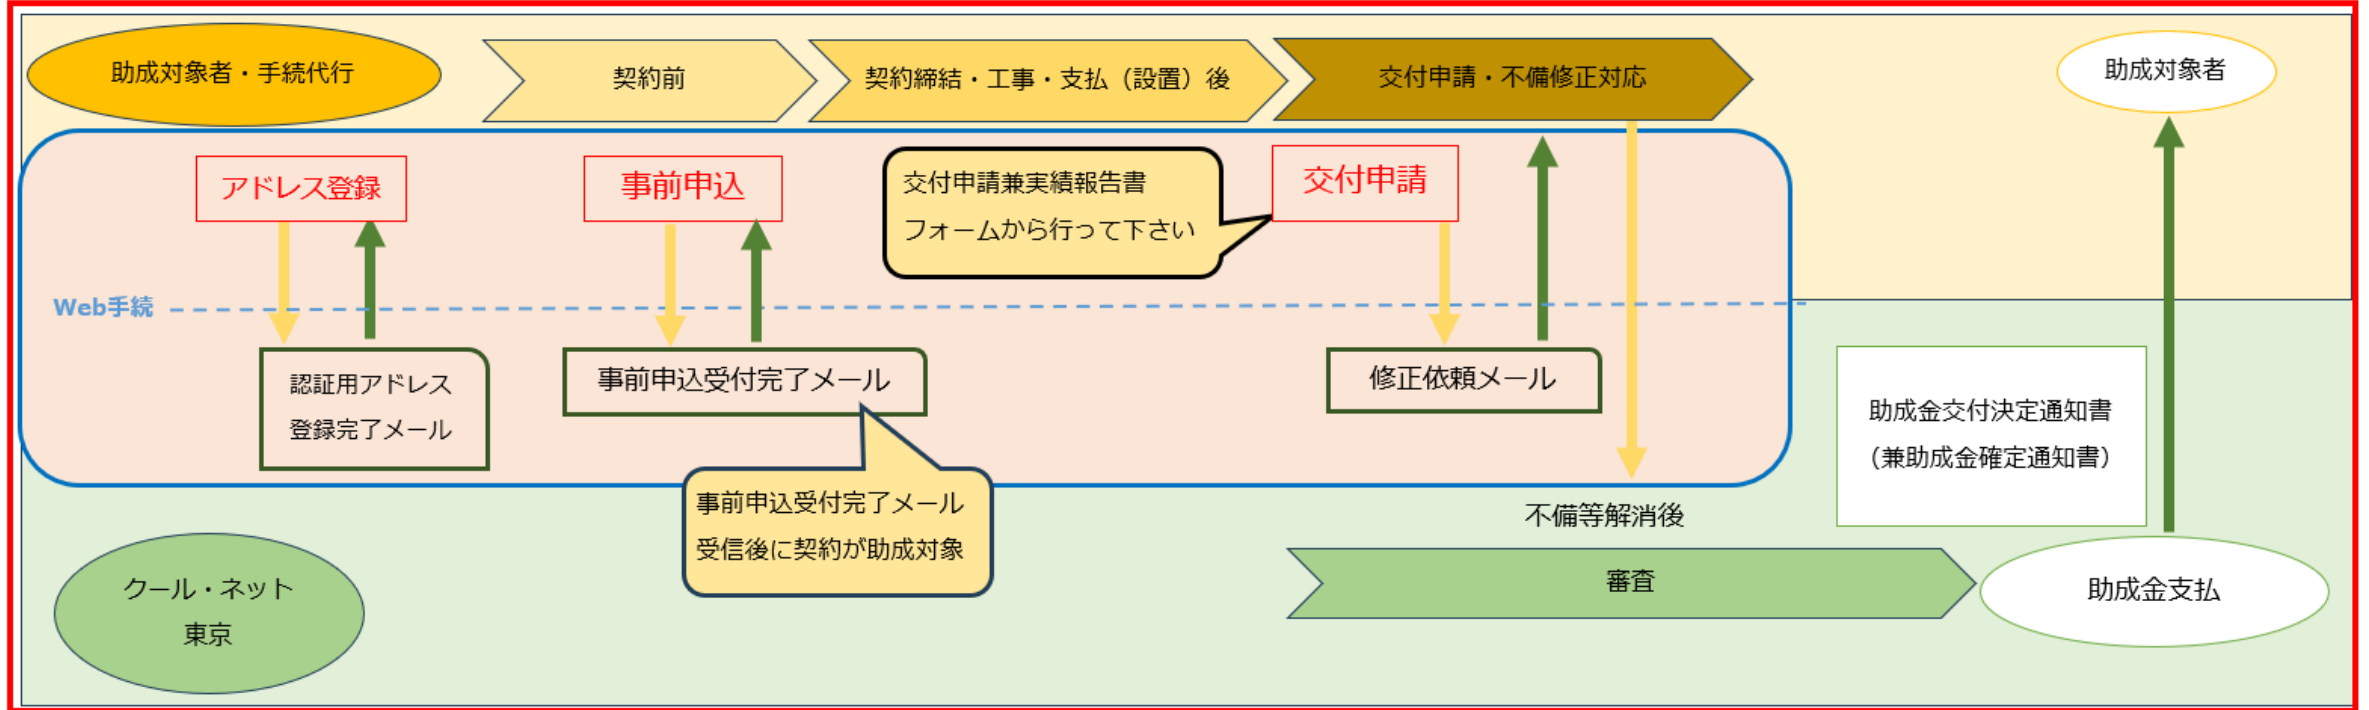 助成対象者・手続代行
契約前
契約締結・工事・支払（設置）後
交付申請・不備修正対応
助成対象者
アドレス登録
事前申込
交付申請兼実績報告書
フォームから行って下さい
交付申請
Web手続
認証用アドレス
登録完了メール
事前申込受付完了メール
修正依頼メール
助成金交付決定通知書
（兼助成金確定通知書）
事前申込受付完了メール
受信後に契約が助成対象
不備等解消後
クール・ネット
東京
審査
助成金支払